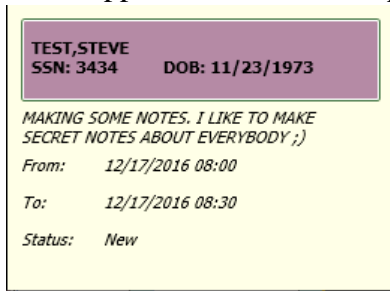 TEST,STEVE
SSN: 3434 DOB: 11/23/1973
MAKING SOME NOTES. I LIKE TO MAKE
SECRET NOTES ABOUT EVERYBODY ;)
From: 12/17/2016 08:00
To: 12/17/2016 08:30
Status: New